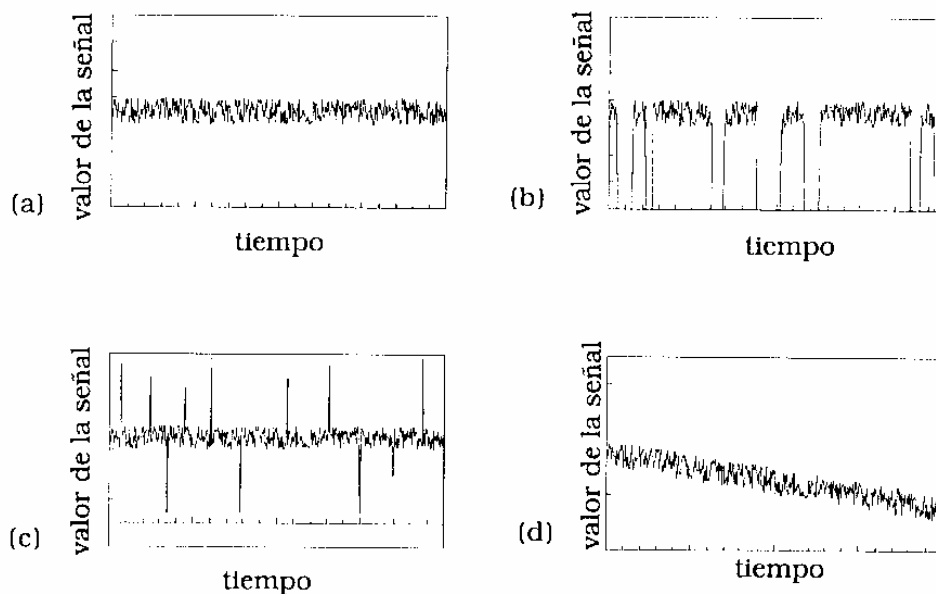 valor de la señal
(a)
tiempo
valor de la señal
(b)
tiempo
valor de la señal
(c)
tiempo
valor de la señal
(d)
tiempo